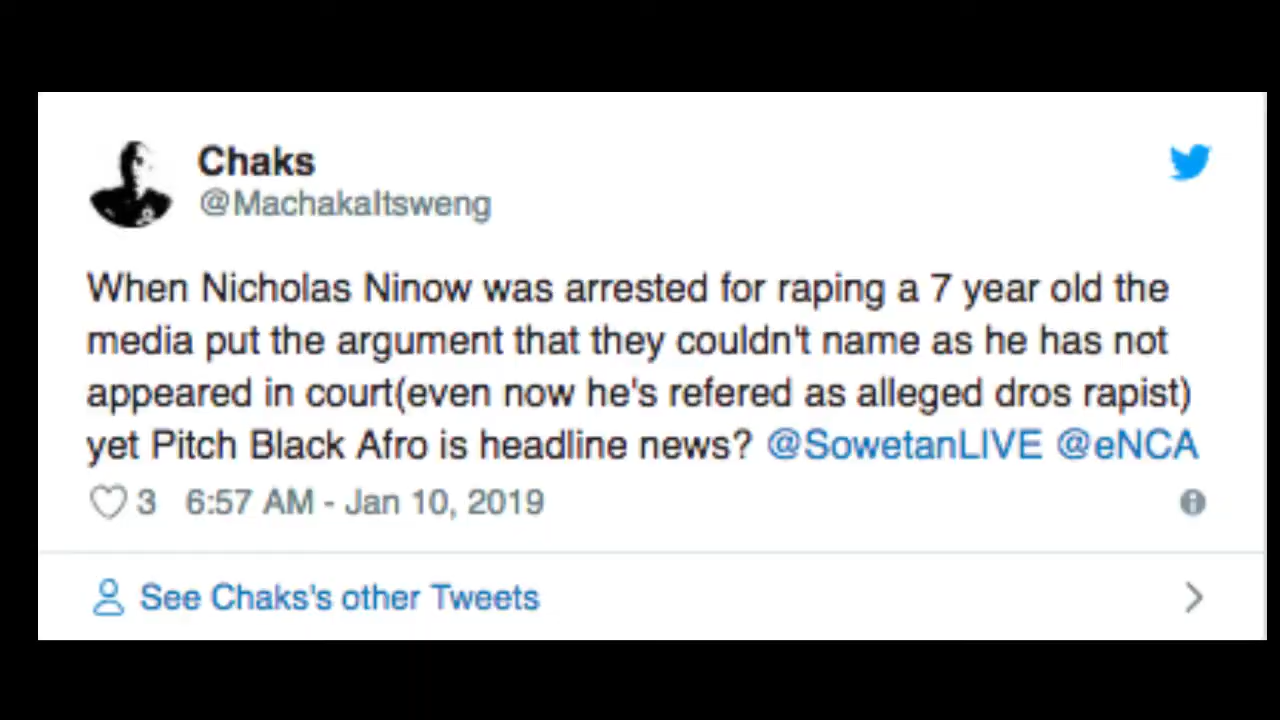 Chaks
@MachakaItsweng
When Nicholas Ninow was arrested for raping a 7 year old the
media put the argument that they couldn't name as he has not
appeared in court(even now he's refered as alleged dros rapist)
yet Pitch Black Afro is headline news? @SowetanLIVE @eNCA
3 6:57 AM - Jan 10, 2019
See Chaks's other Tweets